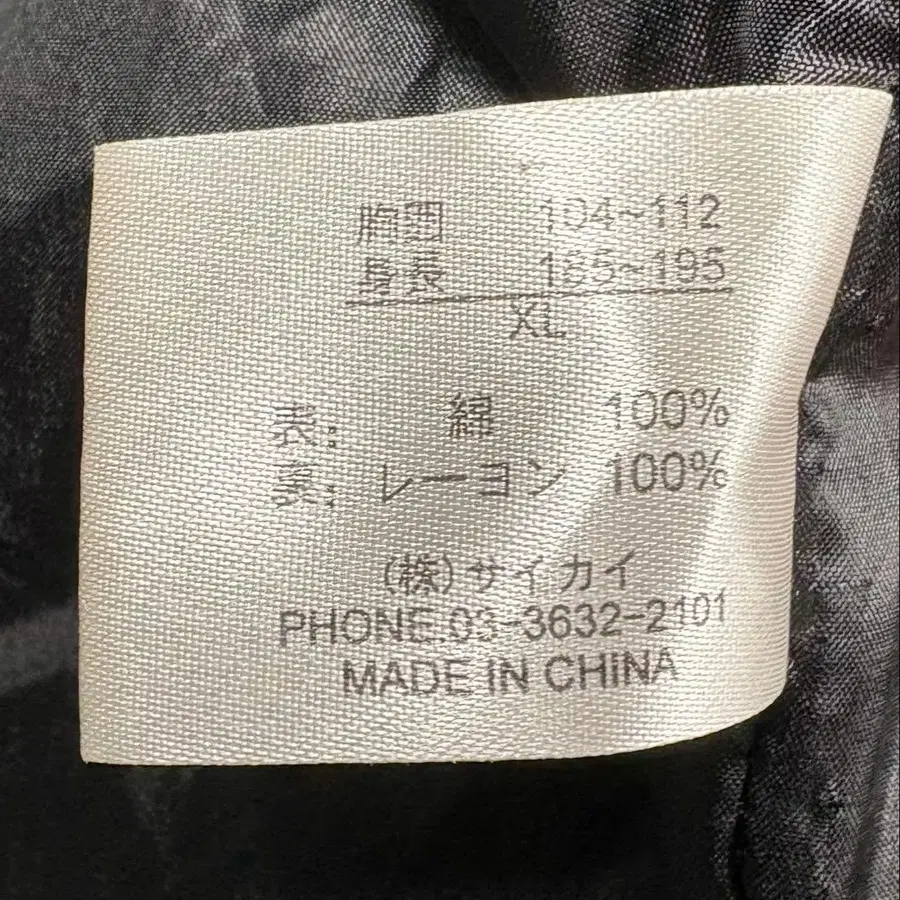 胸囲 104~112
身長 185~195
XL
表: 綿 100%
裏: レーヨン 100%
(株)サイカイ
PHONE.03-3632-2101
MADE IN CHINA